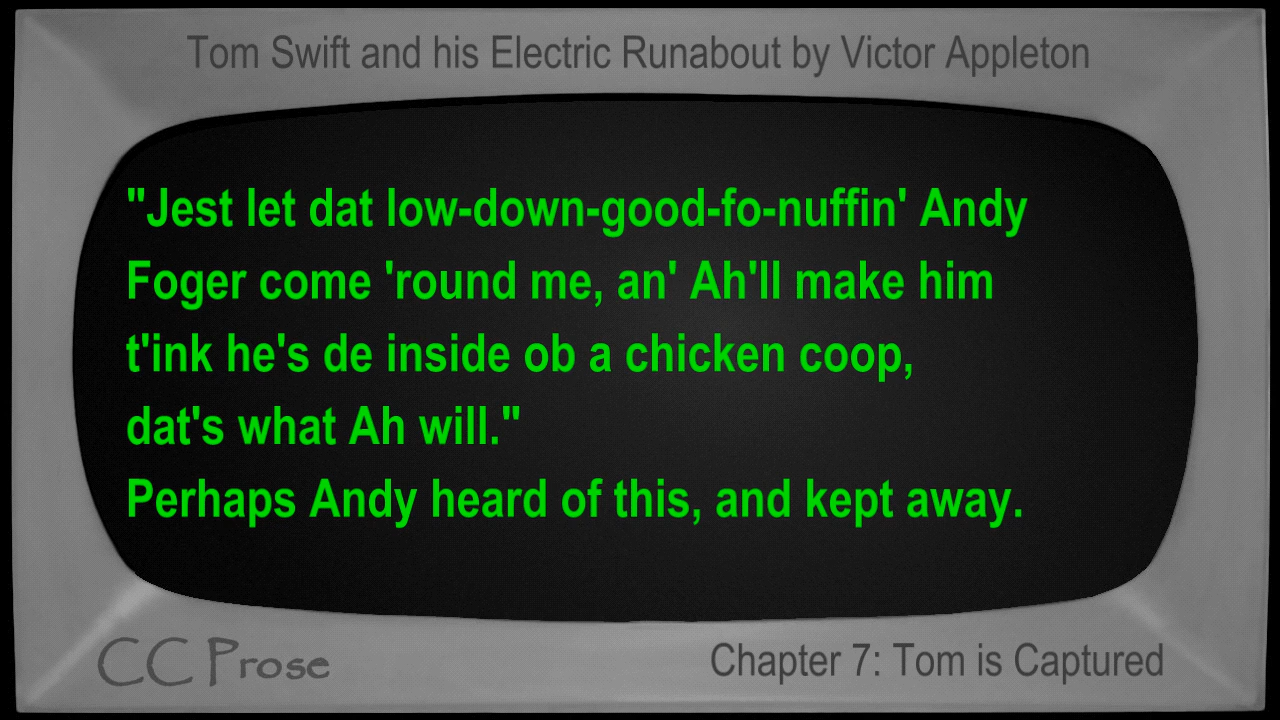 Tom Swift and his Electric Runabout by Victor Appleton
"Jest let dat low-down-good-fo-nuffin' Andy
Foger come 'round me, an' Ah'll make him
t'ink he's de inside ob a chicken coop,
dat's what Ah will."
Perhaps Andy heard of this, and kept away.
CC Prose
Chapter 7: Tom is Captured